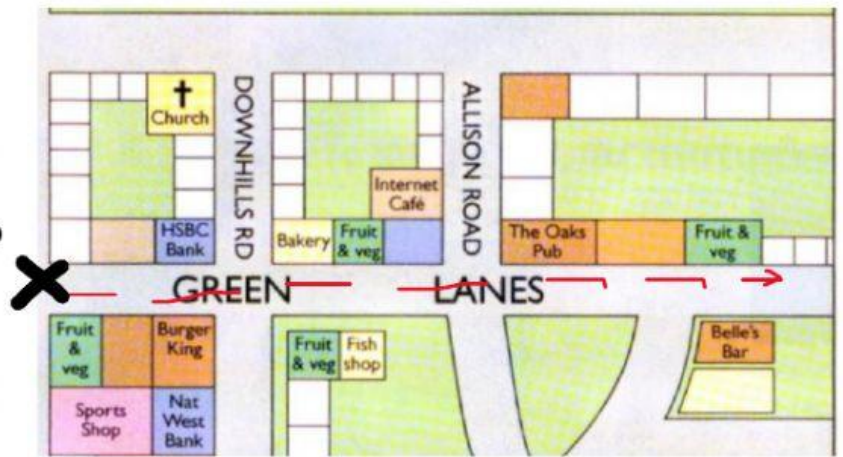 Church
DOWNHILLS RD
ALLISON ROAD
Internet
Café
HSBC
Bank
Bakery
Fruit
& veg
The Oaks
Pub
Fruit &
veg
GREEN LANES
Fruit
&
veg
Burger
King
Fruit
& veg
Fish
shop
Belle's
Bar
Sports
Shop
Nat
West
Bank